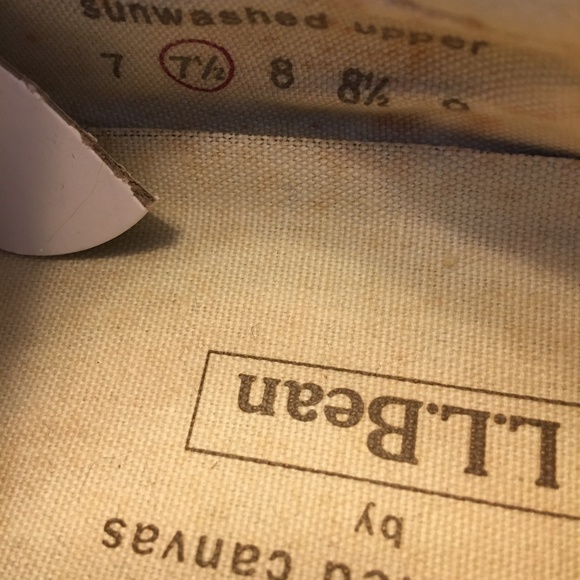 sunwashed upper
7 7½ 8 8½
L.L.Bean
by
canvas